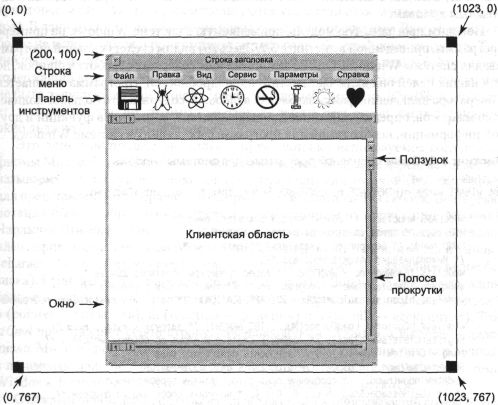 (0, 0)
(1023, 0)
(200, 100)
Строка заголовка
Строка
меню
Файл Правка Вид Сервис Параметры Справка
Панель
инструментов
Ползунок
Клиентская область
Полоса
прокрутки
Окно
(0, 767)
(1023, 767)